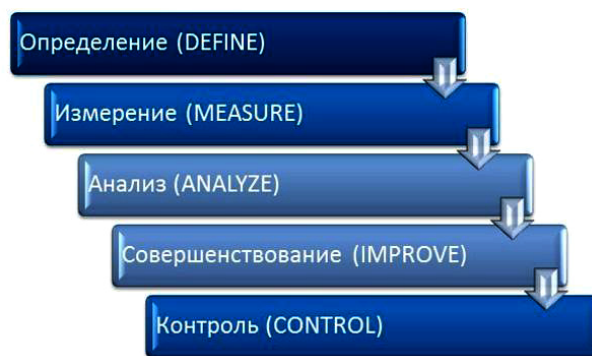 Определение (DEFINE)
Измерение (MEASURE)
Анализ (ANALYZE)
Совершенствование (IMPROVE)
Контроль (CONTROL)